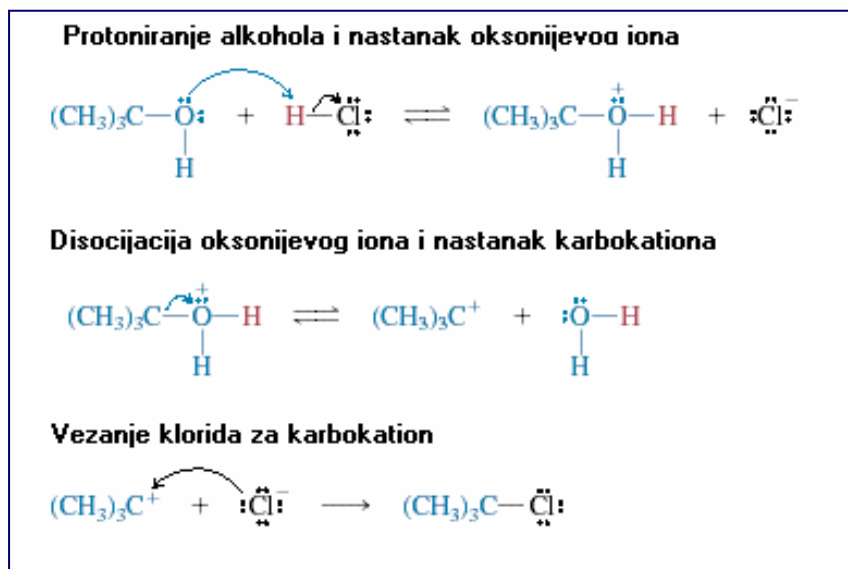 Protoniranje alkohola i nastanak oksonijevog iona
(CH₃)₃C—Ö: + H—Cl: ⇌ (CH₃)₃C—Ö⁺—H + :Cl:⁻
H H
Disocijacija oksonijevog iona i nastanak karbokationa
(CH₃)₃C—Ö⁺—H ⇌ (CH₃)₃C⁺ + :Ö—H
H H
Vezanje klorida za karbokation
(CH₃)₃C⁺ + :Cl:⁻ ⟶ (CH₃)₃C—Cl: